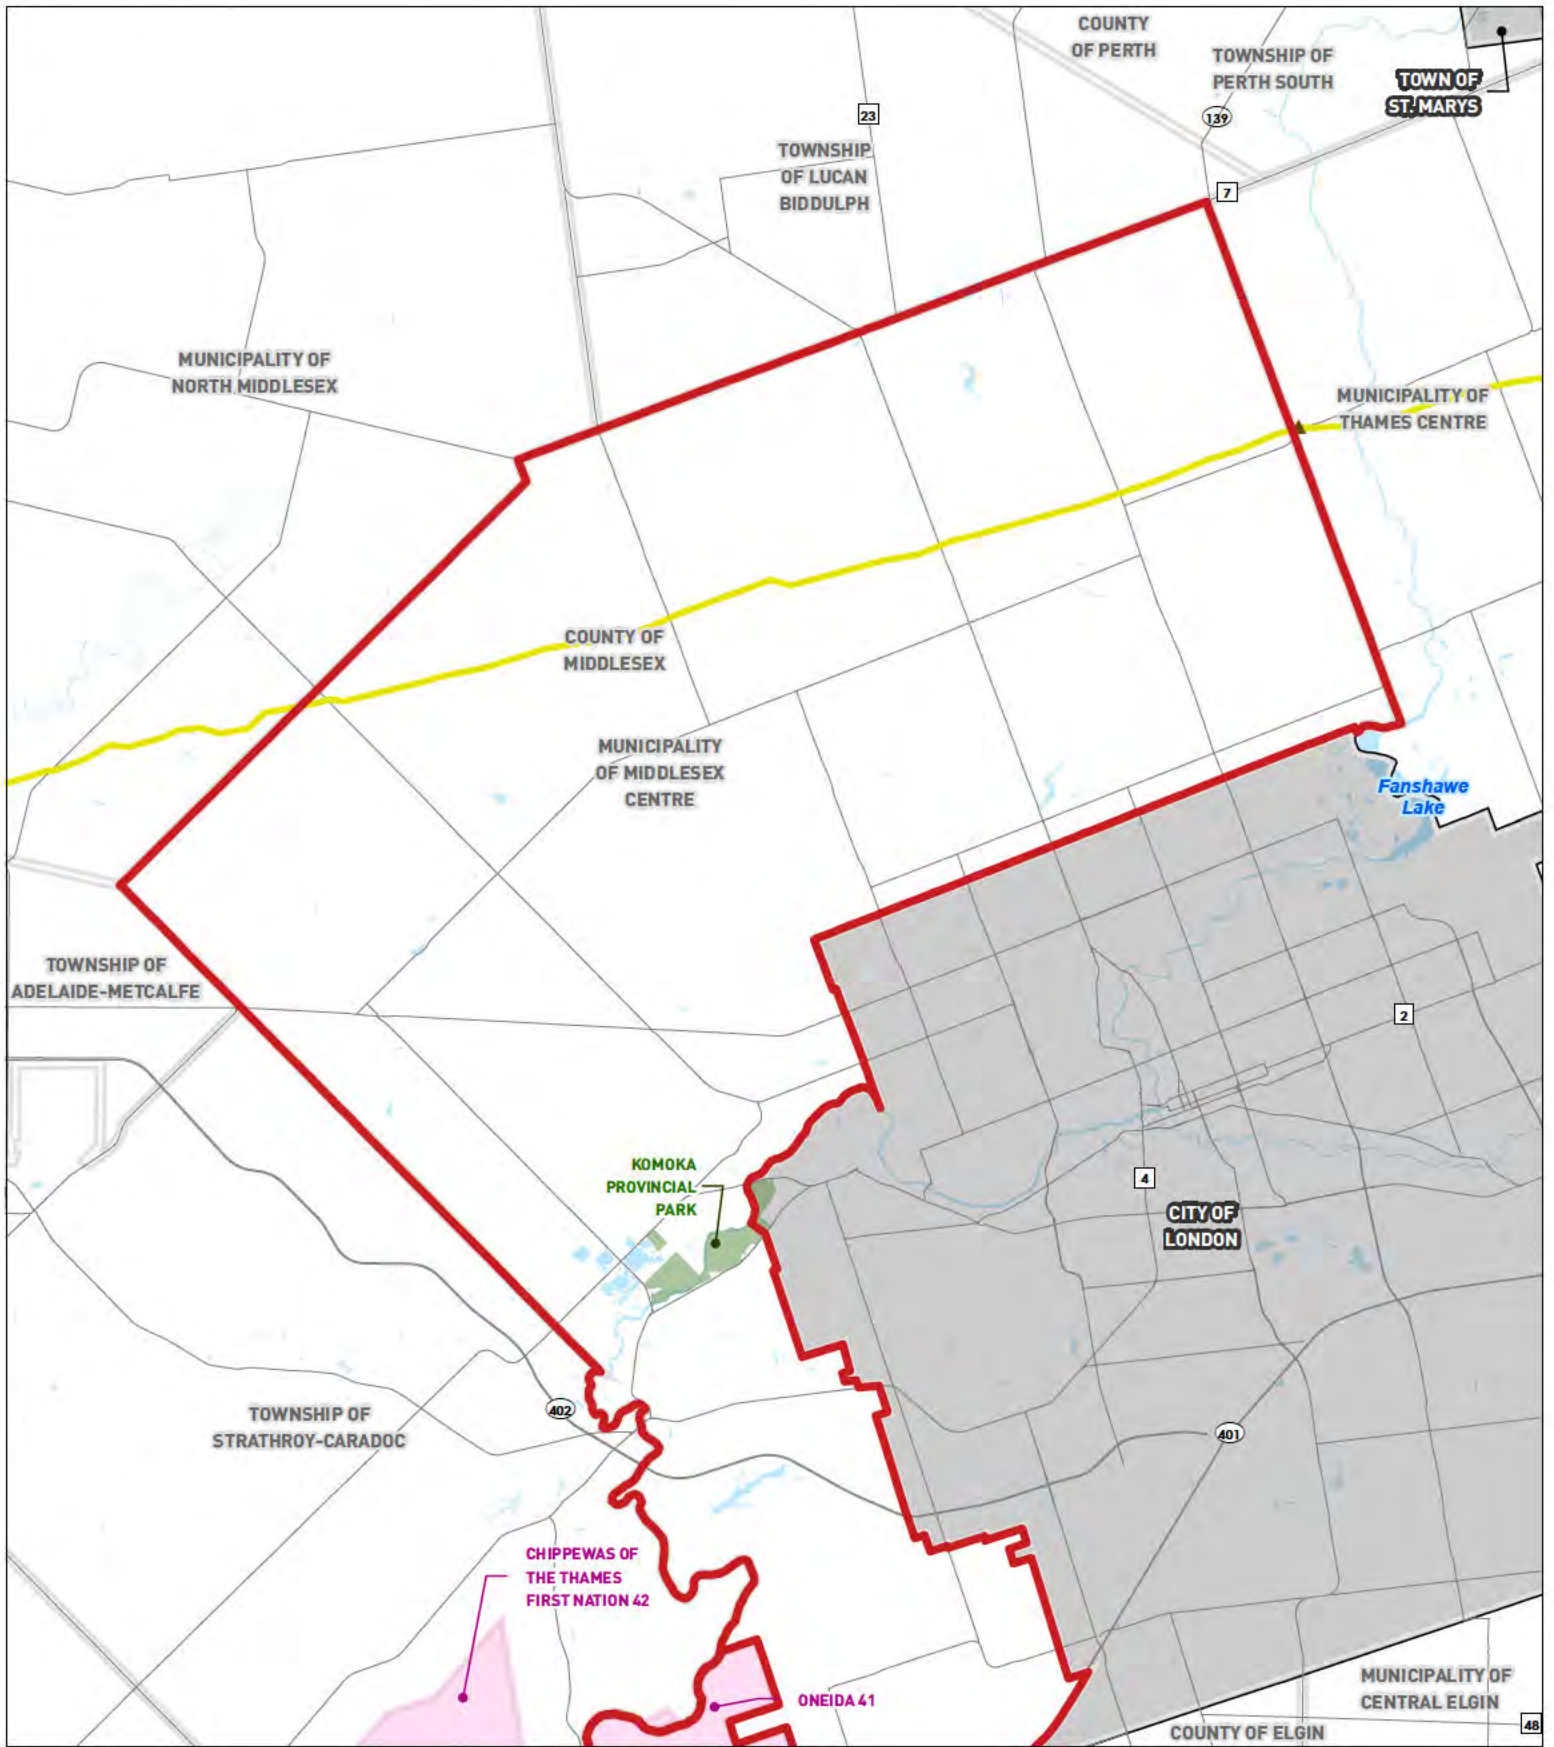 COUNTY
OF PERTH
TOWNSHIP OF
PERTH SOUTH
TOWN OF
ST. MARYS
23
139
TOWNSHIP
OF LUCAN
BIDDULPH
7
MUNICIPALITY OF
NORTH MIDDLESEX
MUNICIPALITY OF
THAMES CENTRE
COUNTY OF
MIDDLESEX
MUNICIPALITY
OF MIDDLESEX
CENTRE
Fanshawe
Lake
TOWNSHIP OF
ADELAIDE-METCALFE
2
KOMOKA
PROVINCIAL
PARK
4
CITY OF
LONDON
TOWNSHIP OF
STRATHROY-CARADOC
402
401
CHIPPEWAS OF
THE THAMES
FIRST NATION 42
ONEIDA 41
MUNICIPALITY OF
CENTRAL ELGIN
COUNTY OF ELGIN
48